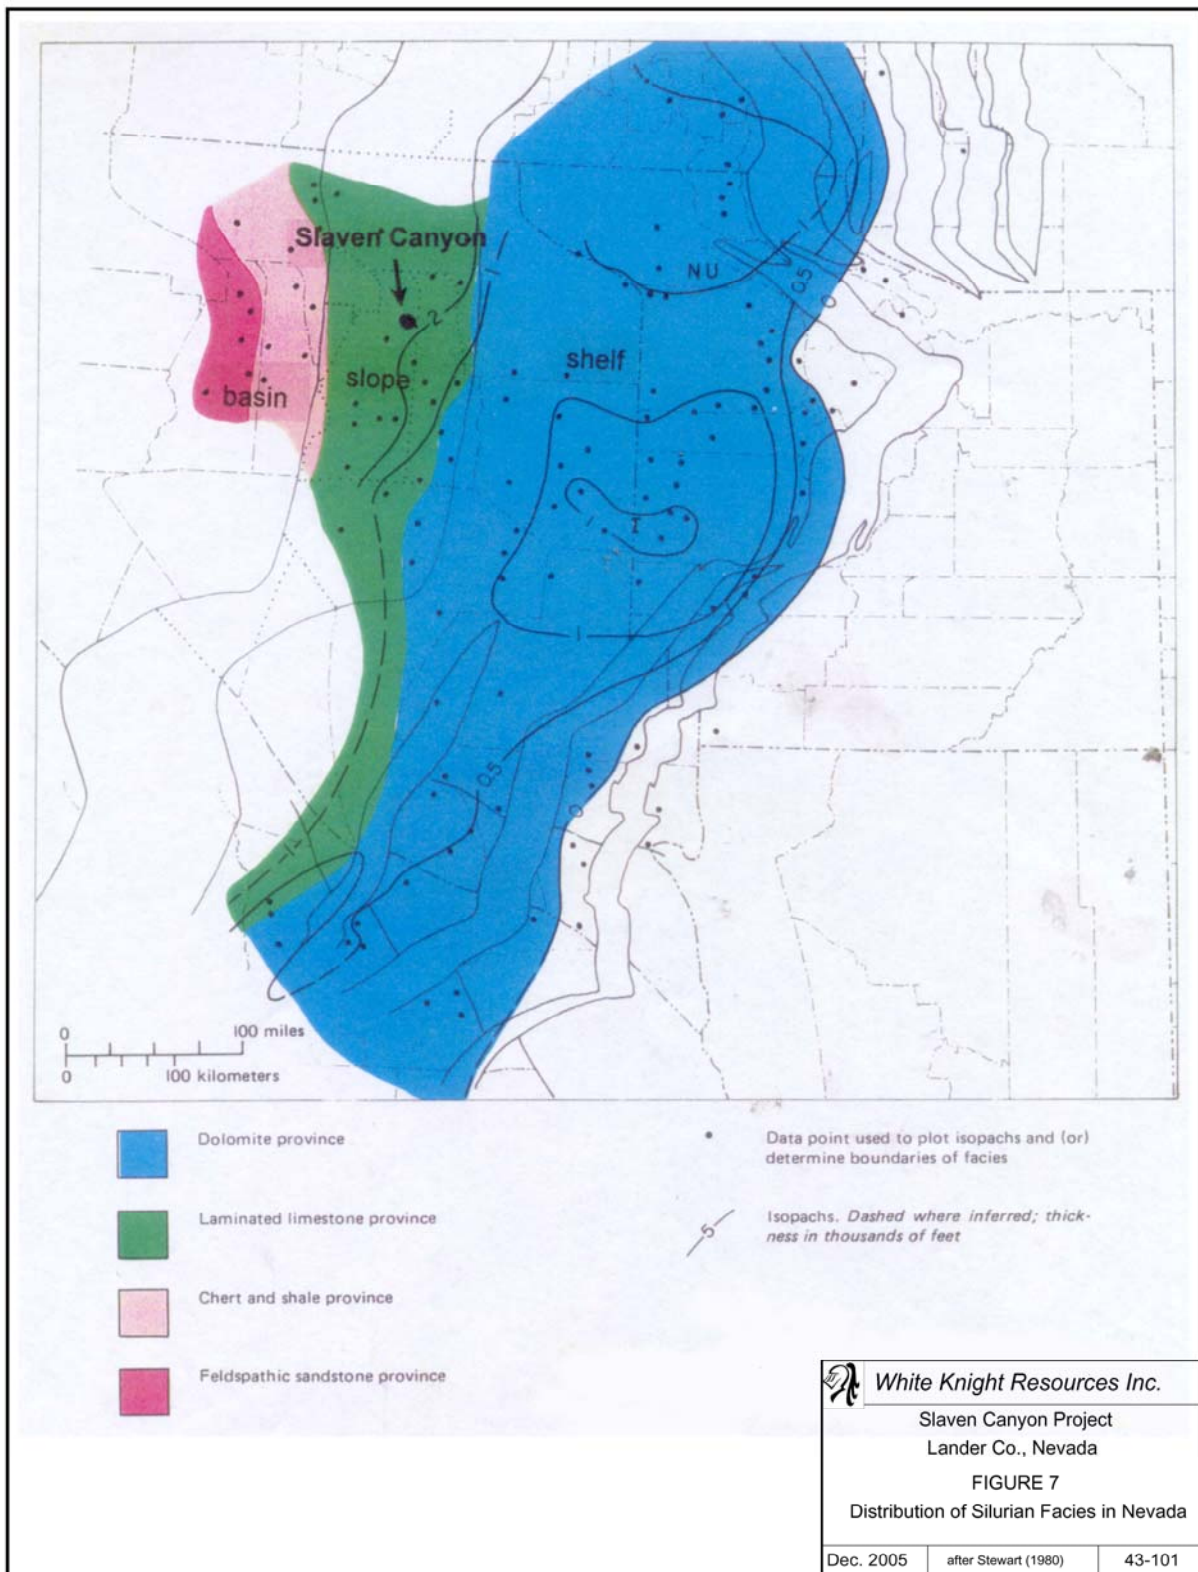 Slaven Canyon
2
1
NU
1
0.5
0
shelf
slope
basin
1
I
1
0.5
0
1
0
100 miles
0
100 kilometers
Dolomite province
Laminated limestone province
Chert and shale province
Feldspathic sandstone province
Data point used to plot isopachs and (or)
determine boundaries of facies
5
Isopachs. Dashed where inferred; thick-
ness in thousands of feet
White Knight Resources Inc.
Slaven Canyon Project
Lander Co., Nevada
FIGURE 7
Distribution of Silurian Facies in Nevada
Dec. 2005
after Stewart (1980)
43-101